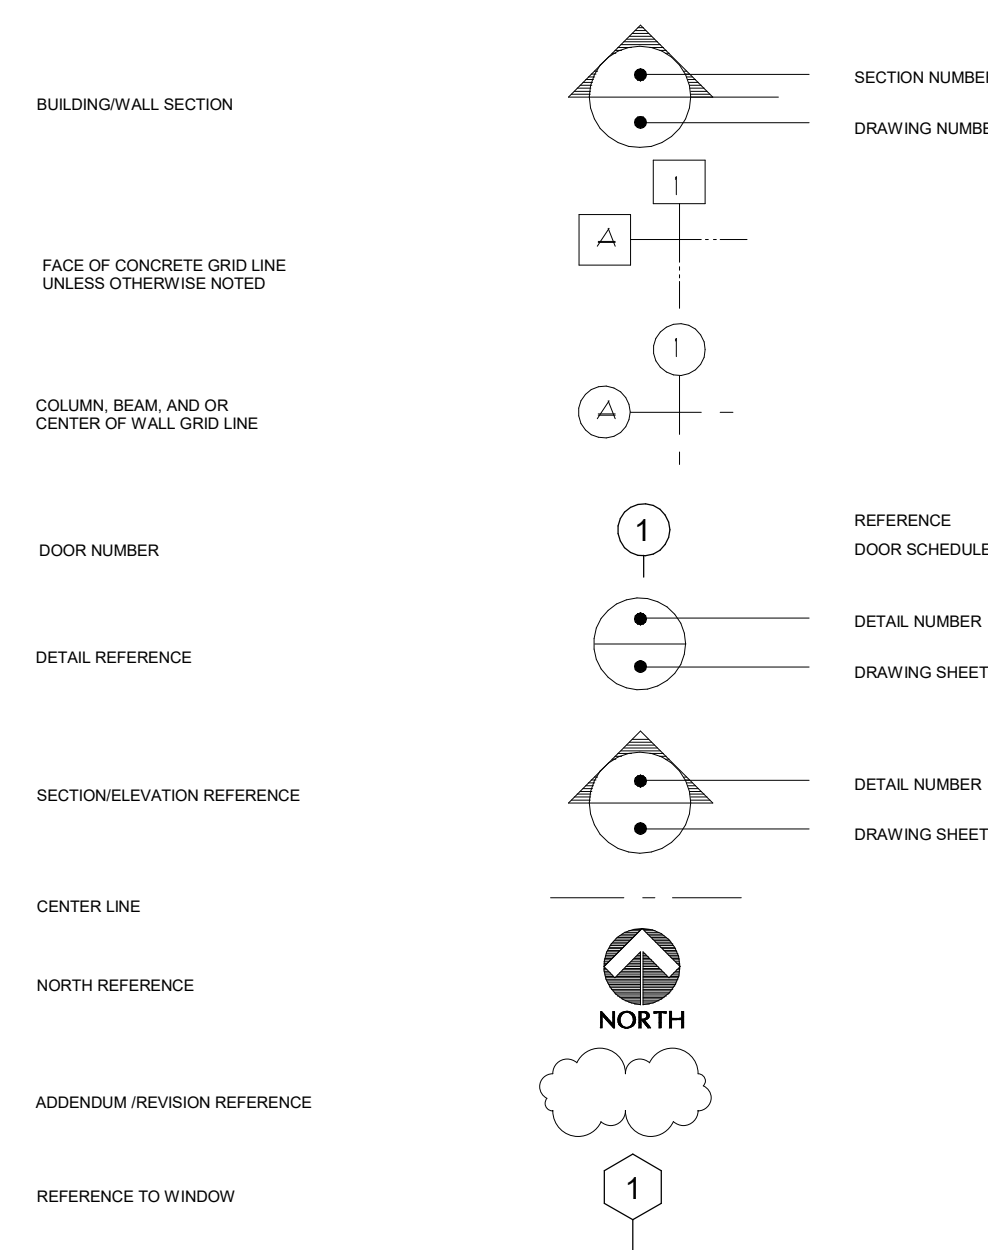 BUILDING/WALL SECTION
SECTION NUMBER
DRAWING NUMBE
1
A
FACE OF CONCRETE GRID LINE
UNLESS OTHERWISE NOTED
1
A
COLUMN, BEAM, AND OR
CENTER OF WALL GRID LINE
DOOR NUMBER
1
REFERENCE
DOOR SCHEDULE
DETAIL REFERENCE
DETAIL NUMBER
DRAWING SHEET
SECTION/ELEVATION REFERENCE
DETAIL NUMBER
DRAWING SHEET
CENTER LINE
NORTH REFERENCE
NORTH
ADDENDUM /REVISION REFERENCE
REFERENCE TO WINDOW
1